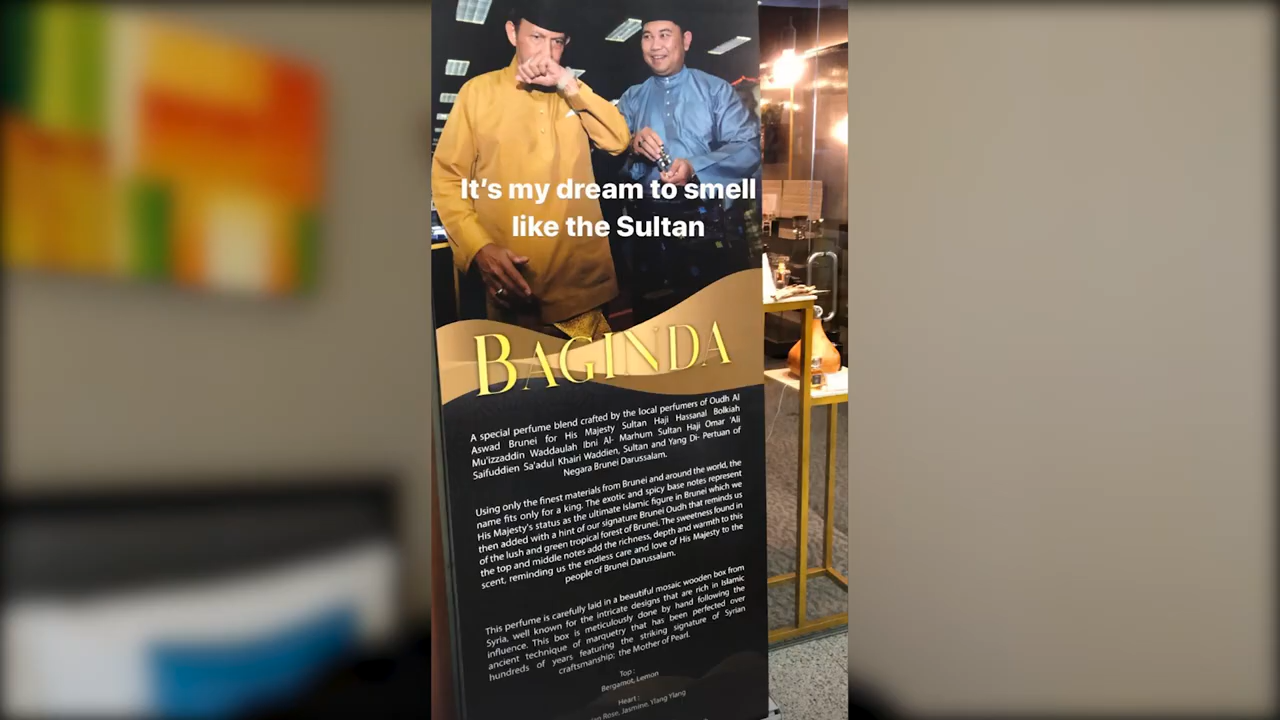 It's my dream to smell
like the Sultan
BAGINDA
A special perfume blend crafted by the local perfumers of Oudh Al
Aswad Brunei for His Majesty Sultan Haji Hassanal Bolkiah
Mu'izzaddin Waddaulah Ibni Al- Marhum Sultan Haji Omar 'Ali
Saifuddien Sa'adul Khairi Waddien, Sultan and Yang Di- Pertuan of
Negara Brunei Darussalam.
Using only the finest materials from Brunei and around the world, the
name fits only for a king. The exotic and spicy base notes represent
His Majesty's status as the ultimate Islamic figure in Brunei which we
then added with a hint of our signature Brunei Oudh that reminds us
of the lush and green tropical forest of Brunei. The sweetness found in
the top and middle notes add the richness, depth and warmth to this
scent, reminding us the endless care and love of His Majesty to the
people of Brunei Darussalam.
This perfume is carefully laid in a beautiful mosaic wooden box from
Syria, well known for the intricate designs that are rich in Islamic
influence. This box is meticulously done by hand following the
ancient technique of marquetry that has been perfected over
hundreds of years featuring the striking signature of Syrian
craftsmanship; the Mother of Pearl.
Top :
Bergamot, Lemon
Heart :
Rose, Jasmine, Ylang Ylang